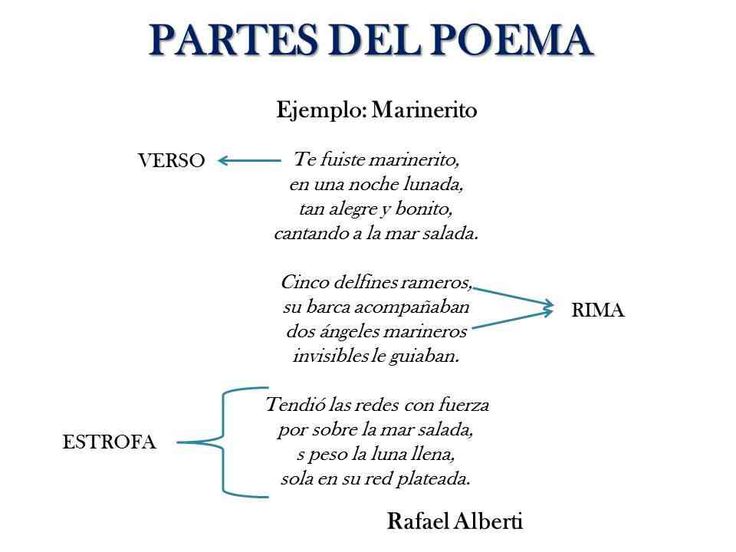 PARTES DEL POEMA
Ejemplo: Marinerito
VERSO
Te fuiste marinerito,
en una noche lunada,
tan alegre y bonito,
cantando a la mar salada.
Cinco delfines rameros,
su barca acompañaban
dos ángeles marineros
invisibles le guiaban.
RIMA
Tendió las redes con fuerza
por sobre la mar salada,
s peso la luna llena,
sola en su red plateada.
ESTROFA
Rafael Alberti